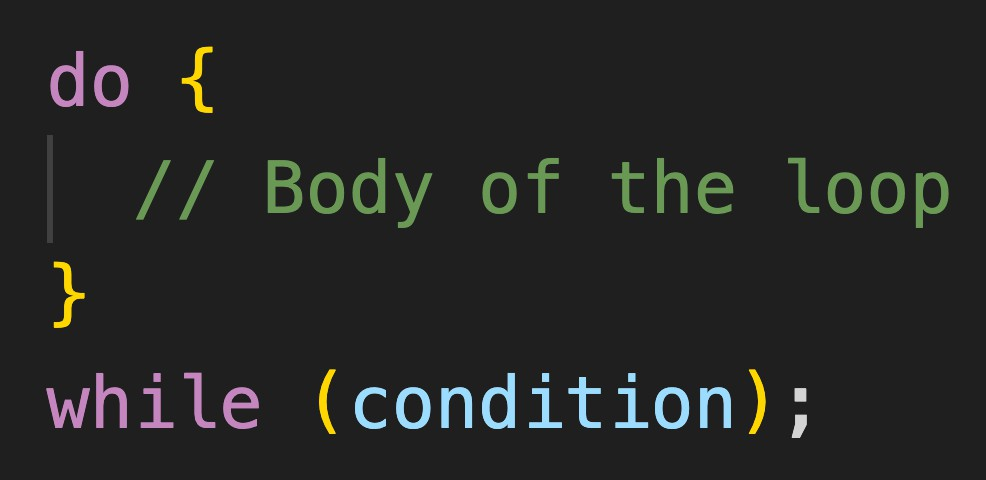 do {
  // Body of the loop
}
while (condition);